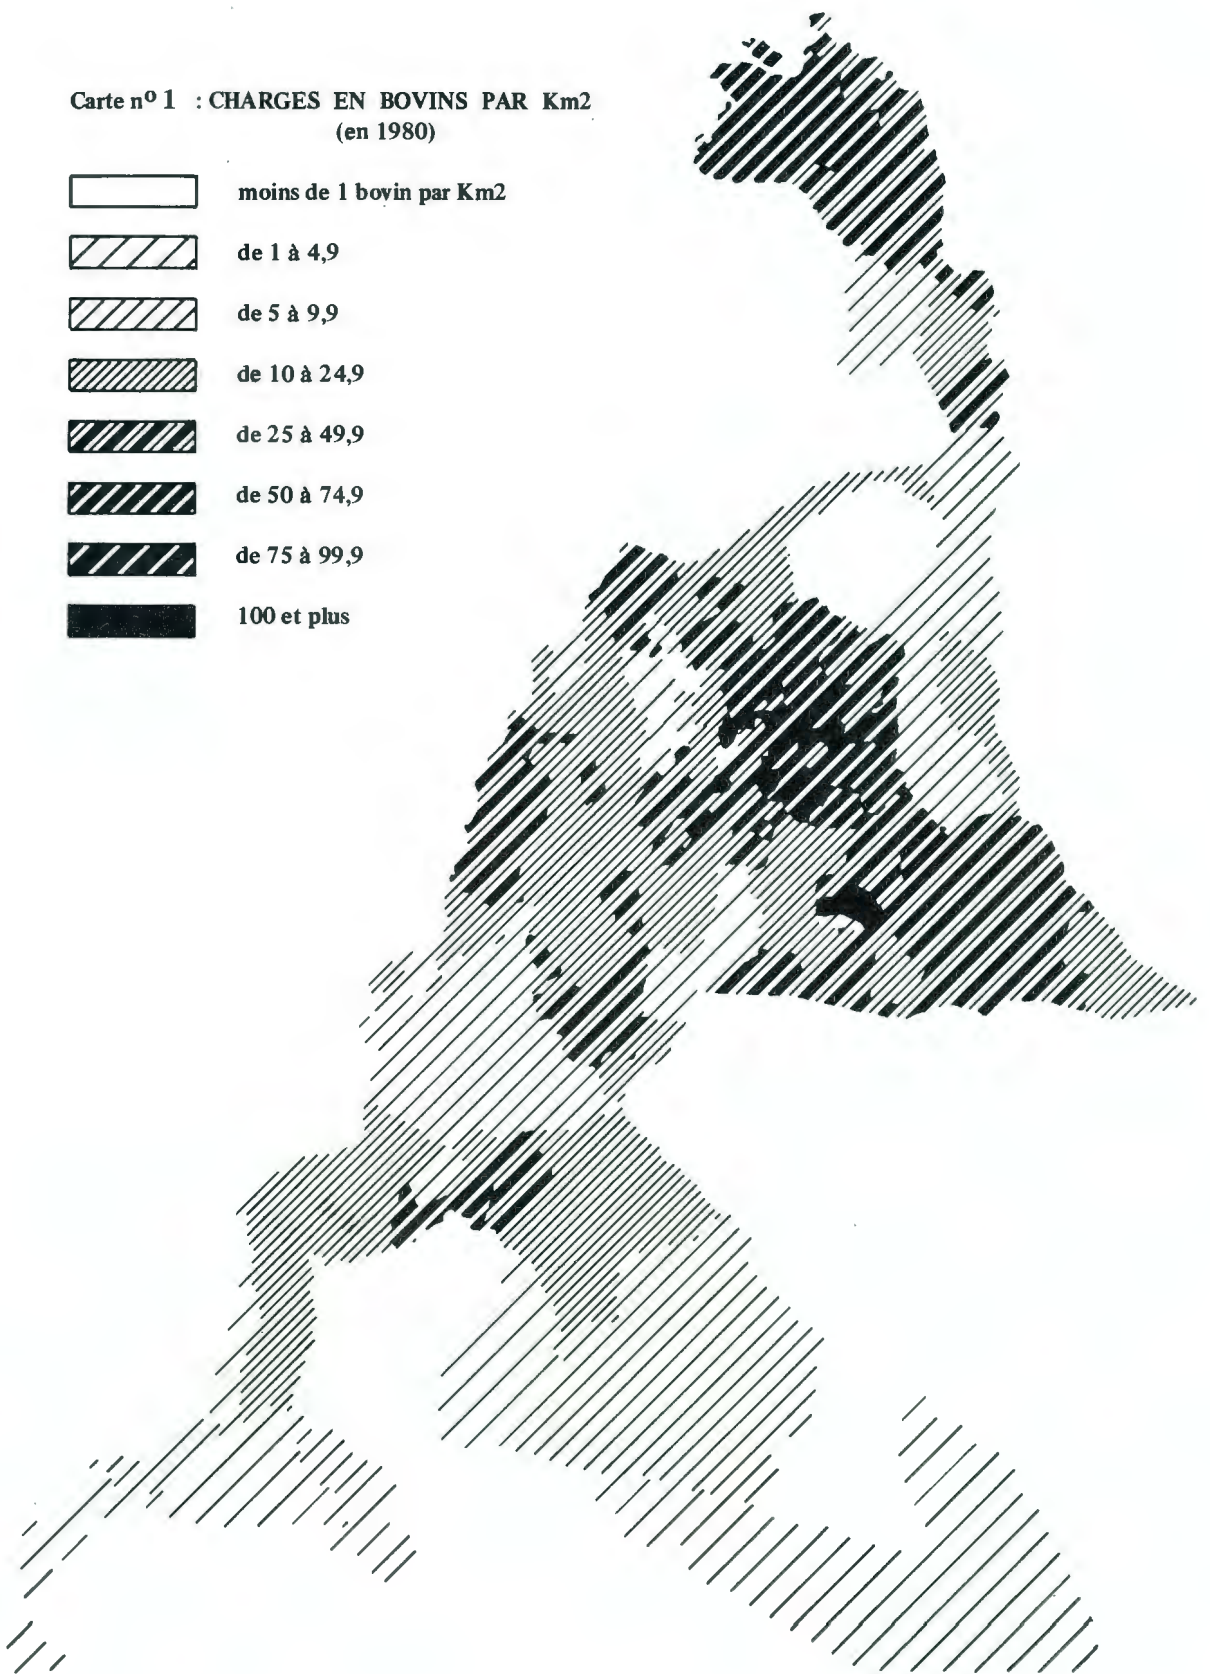 Carte nº 1 : CHARGES EN BOVINS PAR Km2
(en 1980)
moins de 1 bovin par Km2
de 1 à 4,9
de 5 à 9,9
de 10 à 24,9
de 25 à 49,9
de 50 à 74,9
de 75 à 99,9
100 et plus